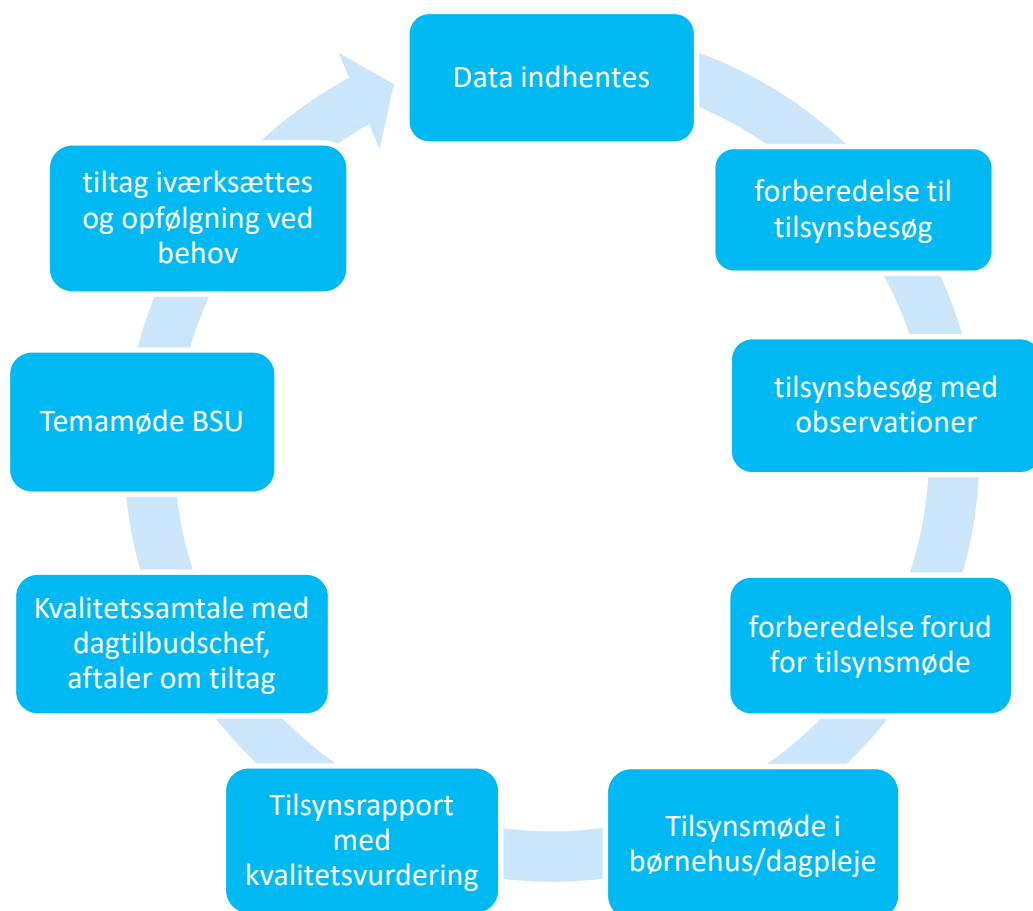 Data indhentes
forberedelse til
tilsynsbesøg
tilsynsbesøg med
observationer
forberedelse forud
for tilsynsmøde
Tilsynsmøde i
børnehus/dagpleje
Tilsynsrapport
med
kvalitetsvurdering
Kvalitetssamtale med
dagtilbudschef,
aftaler om tiltag
Temamøde BSU
tiltag iværksættes
og opfølgning ved
behov